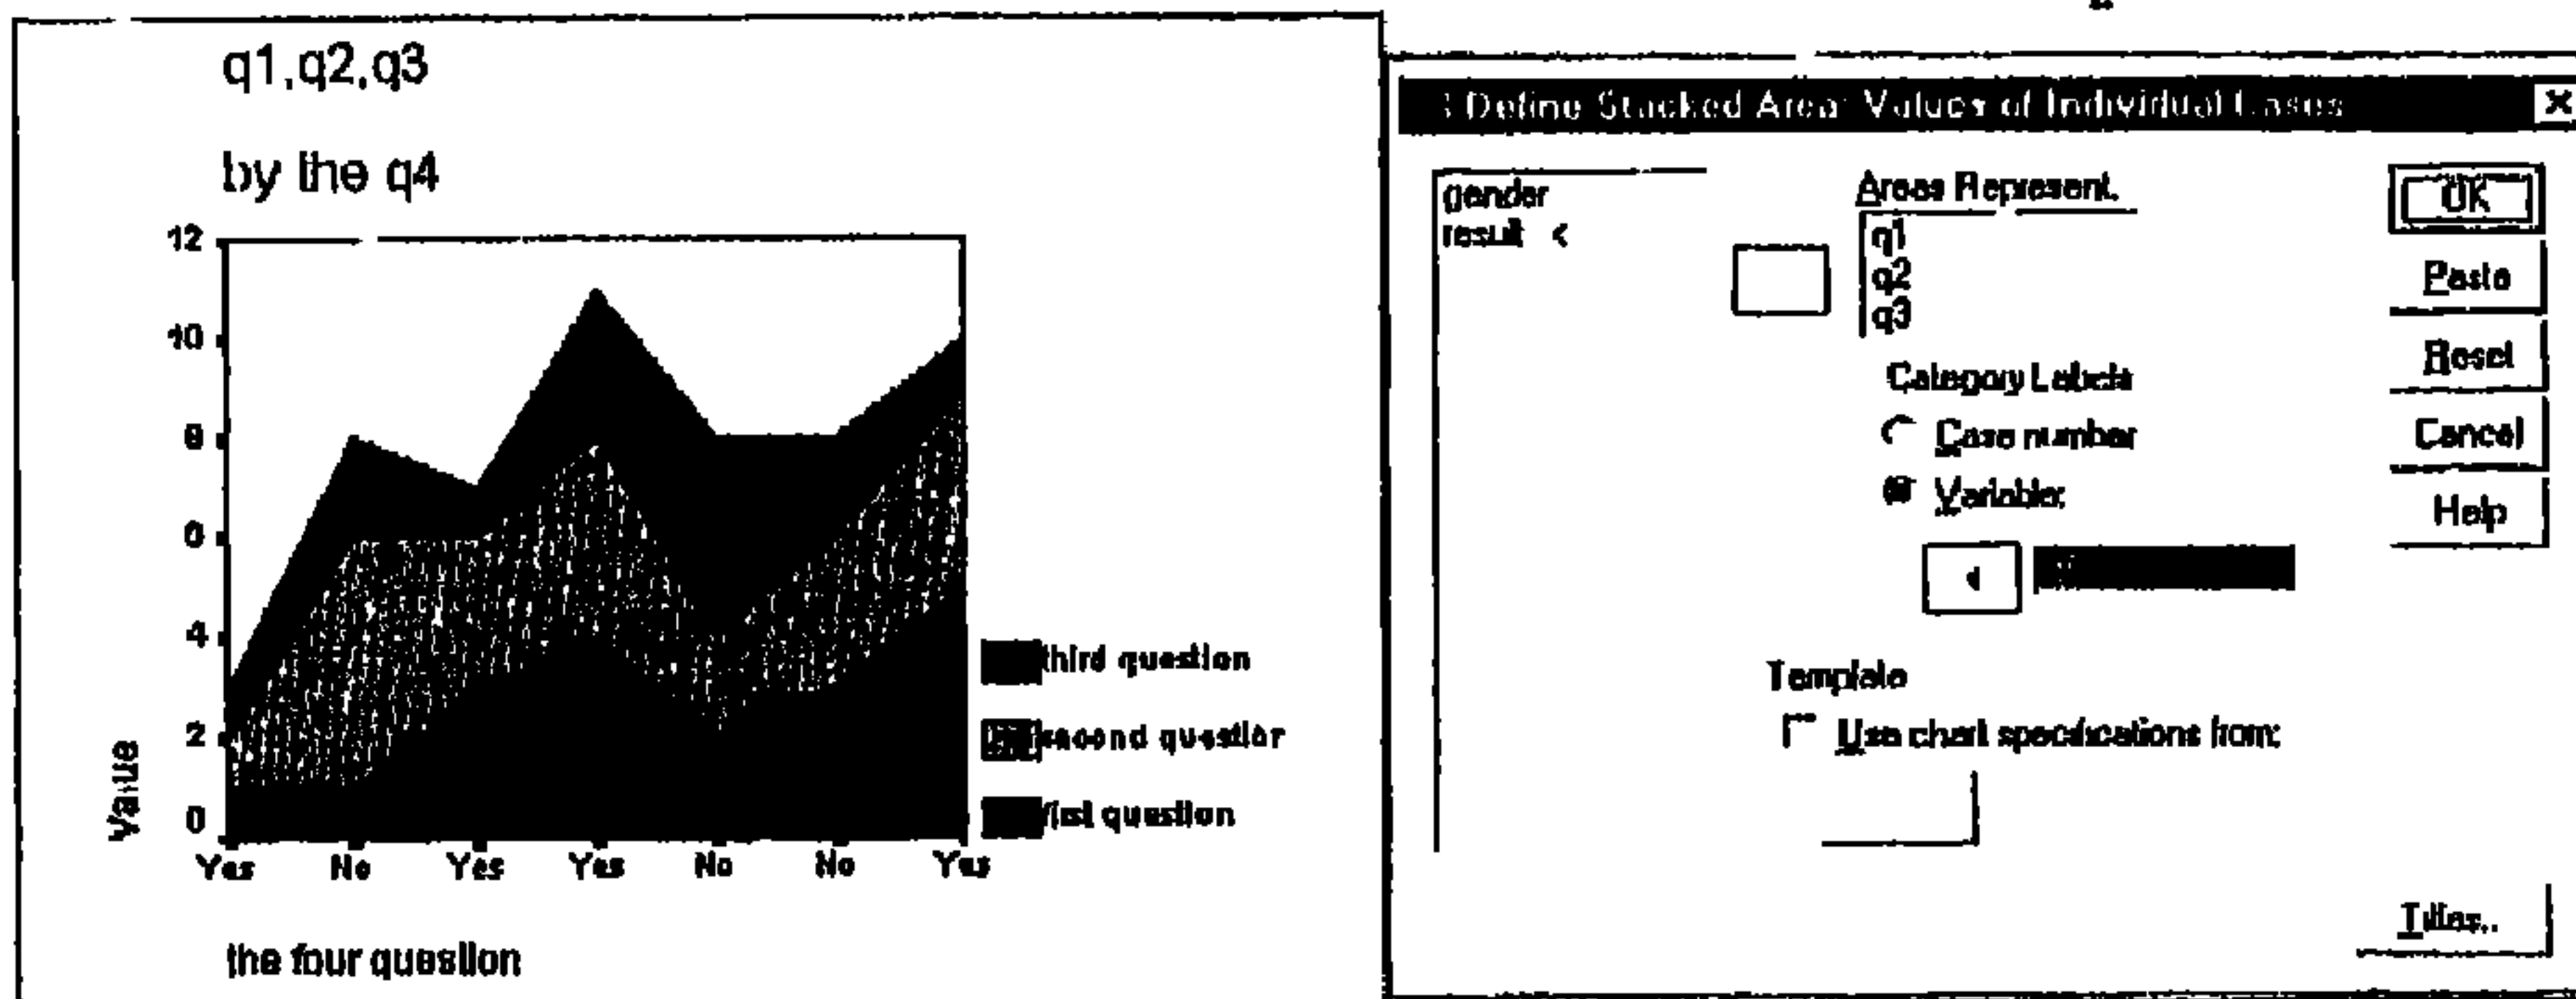 q1,q2,q3
by the q4
12
10
8
6
4
2
0
Value
Yes No Yes Yes No No Yes
third question
second question
first question
the four question
Define Stacked Area: Values of Individual Cases
gender
result <
Areas Represent.
q1
q2
q3
Category Labels
Case number
Variable:
Template
Use chart specifications from:
OK
Paste
Reset
Cancel
Help
Titles..